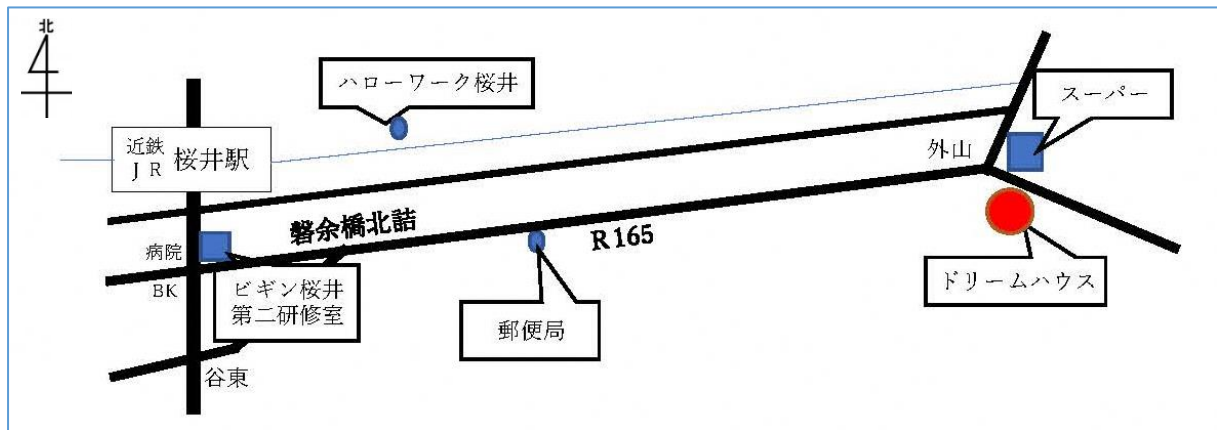 北
ハローワーク桜井
スーパー
近鉄
ＪＲ
桜井駅
外山
磐余橋北詰
Ｒ165
病院
BK
ビギン桜井
第二研修室
郵便局
ドリームハウス
谷東